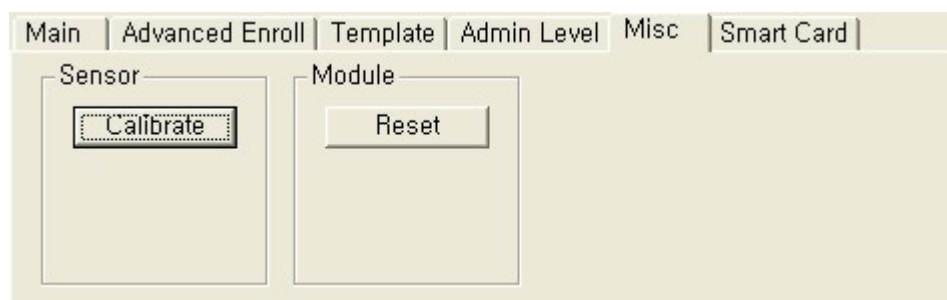 Main Advanced Enroll Template Admin Level Misc Smart Card
Sensor Module
Calibrate Reset